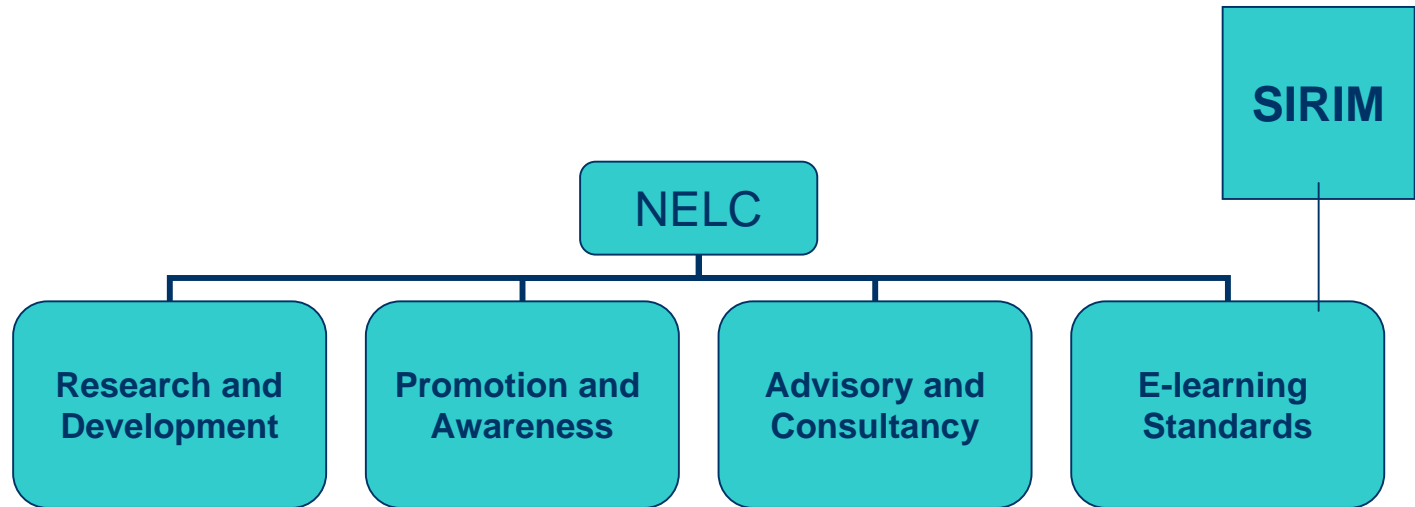 SIRIM
NELC
Research and
Development
Promotion and
Awareness
Advisory and
Consultancy
E-learning
Standards